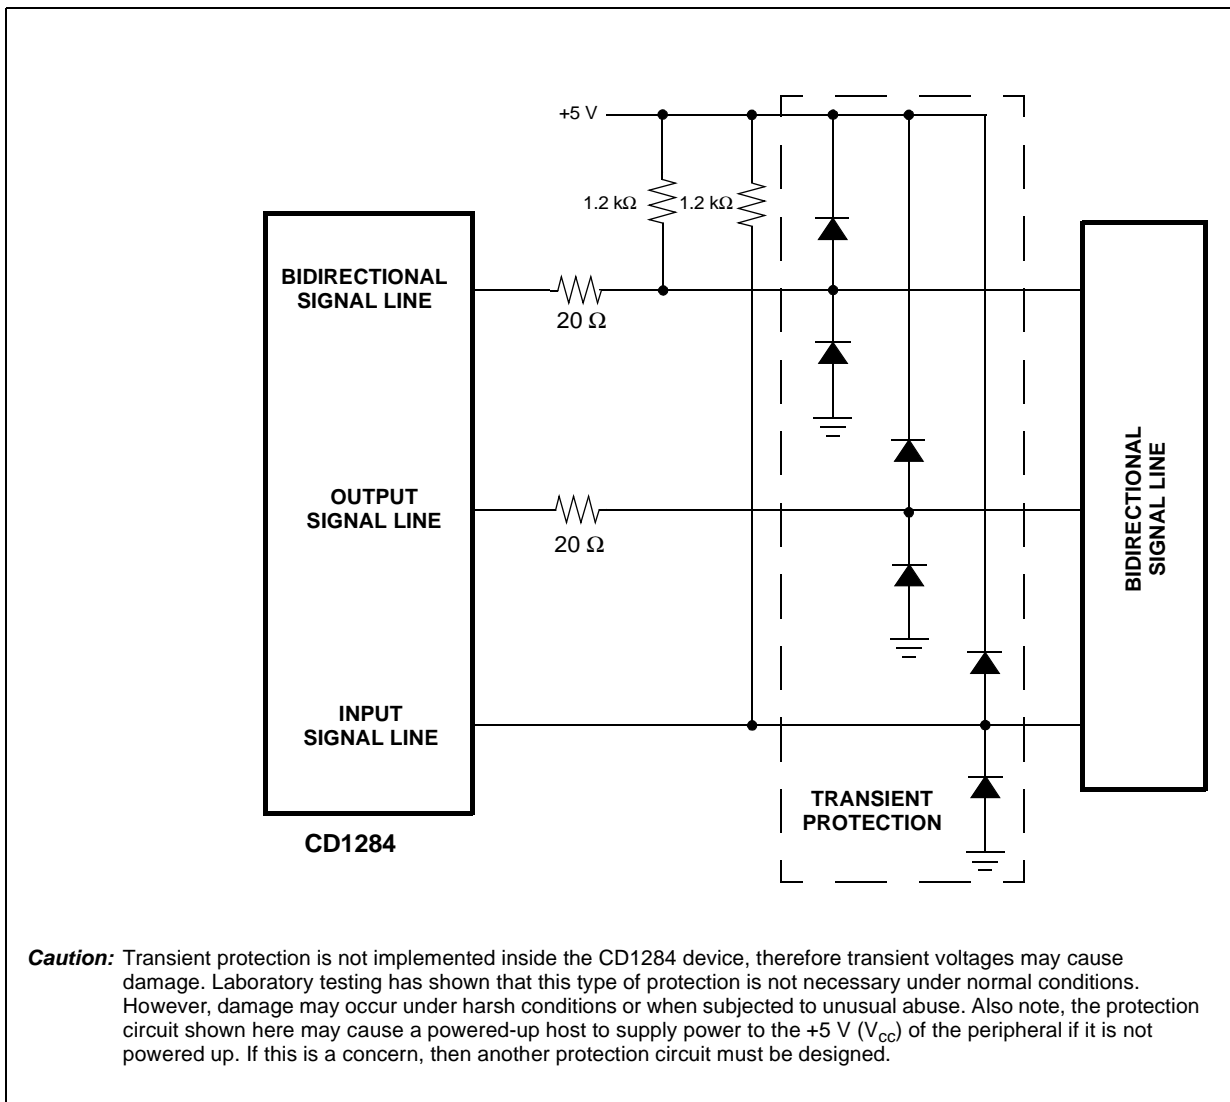 +5 V
1.2 kΩ
1.2 kΩ
BIDIRECTIONAL
SIGNAL LINE
20 Ω
OUTPUT
SIGNAL LINE
20 Ω
BIDIRECTIONAL
SIGNAL LINE
INPUT
SIGNAL LINE
TRANSIENT
PROTECTION
CD1284
Caution: Transient protection is not implemented inside the CD1284 device, therefore transient voltages may cause
damage. Laboratory testing has shown that this type of protection is not necessary under normal conditions.
However, damage may occur under harsh conditions or when subjected to unusual abuse. Also note, the protection
circuit shown here may cause a powered-up host to supply power to the +5 V (Vcc) of the peripheral if it is not
powered up. If this is a concern, then another protection circuit must be designed.